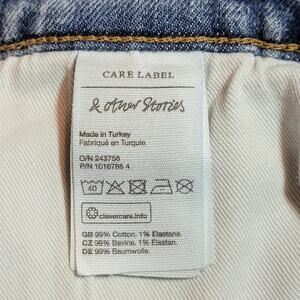 CARE LABEL
& Other Stories
Made in Turkey
Fabriqué en Turquie
O/N 243758
P/N 1016785 4
40
clevercare.info
GB 99% Cotton. 1% Elastane.
CZ 99% Bavlna. 1% Elastan.
DE 99% Baumwolle.